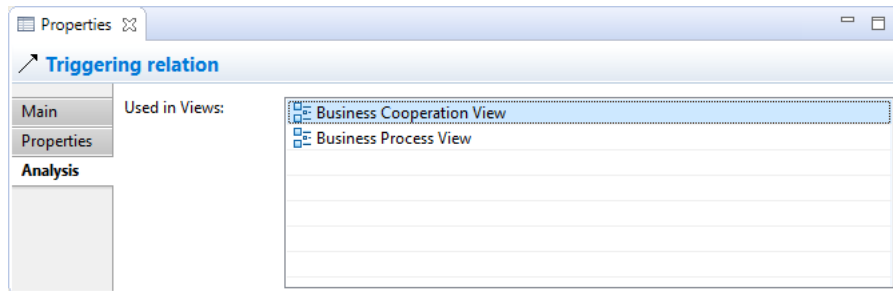 Properties
Triggering relation
Main
Used in Views:
Business Cooperation View
Properties
Business Process View
Analysis